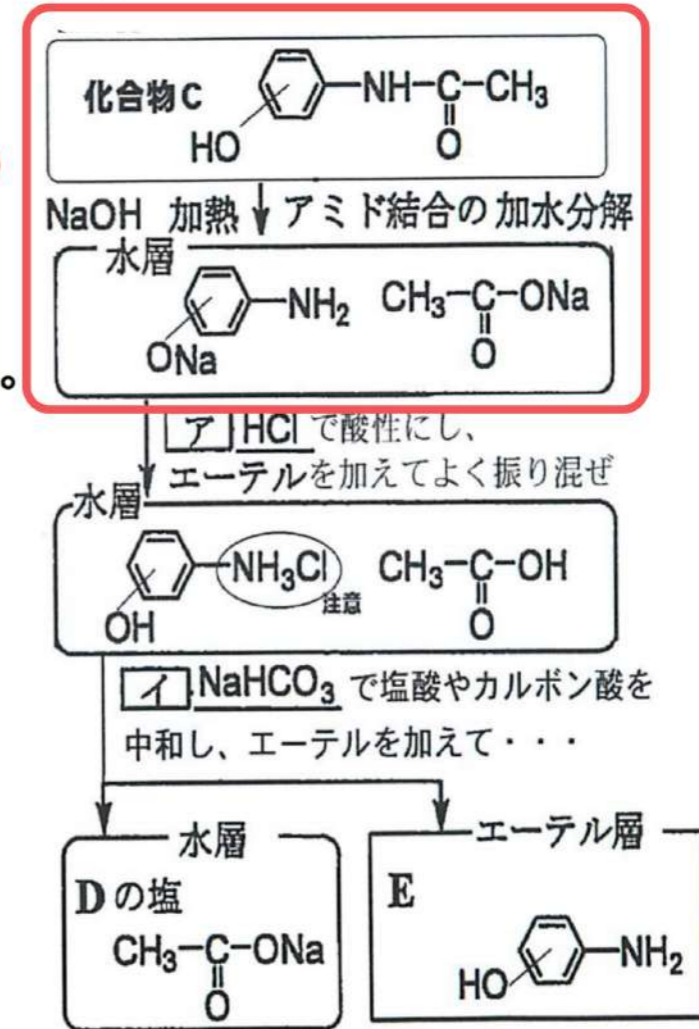 化合物C
NH-C-CH₃
HO
O
NaOH 加熱 アミド結合の加水分解
水層
NH₂ CH₃-C-ONa
ONa
O
。
ア HCl で酸性にし、
エーテルを加えてよく振り混ぜ
水層
NH₃Cl CH₃-C-OH
注意
OH
O
イ NaHCO₃ で塩酸やカルボン酸を
中和し、エーテルを加えて・・・
水層
エーテル層
Dの塩
E
CH₃-C-ONa
NH₂
HO
O